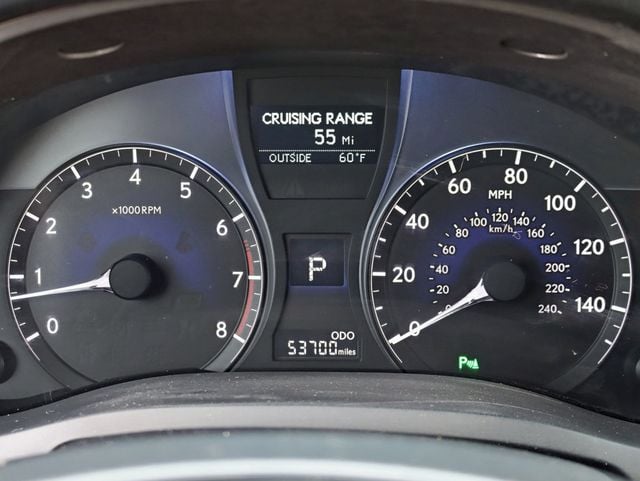 CRUISING RANGE
55 Mi
OUTSIDE 60°F
x1000RPM
0 1 2 3 4 5 6 7 8
P
ODO
53700 miles
MPH
0 20 40 60 80 100 120 140
km/h
0 20 40 60 80 100 120 140 160 180 200 220 240
P